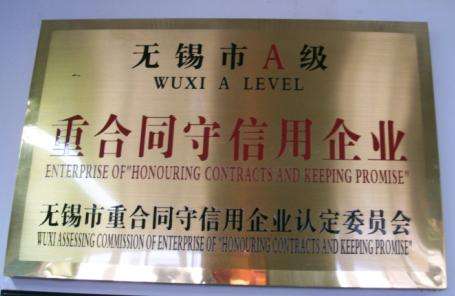 无锡市A级
WUXI A LEVEL
重合同守信用企业
ENTERPRISE OF"HONOURING CONTRACTS AND KEEPING PROMISE"
无锡市重合同守信用企业认定委员会
WUXI ASSESSING COMMISSION OF ENTERPRISE OF "HONOURING CONTRACTS AND KEEPING PROMISE"